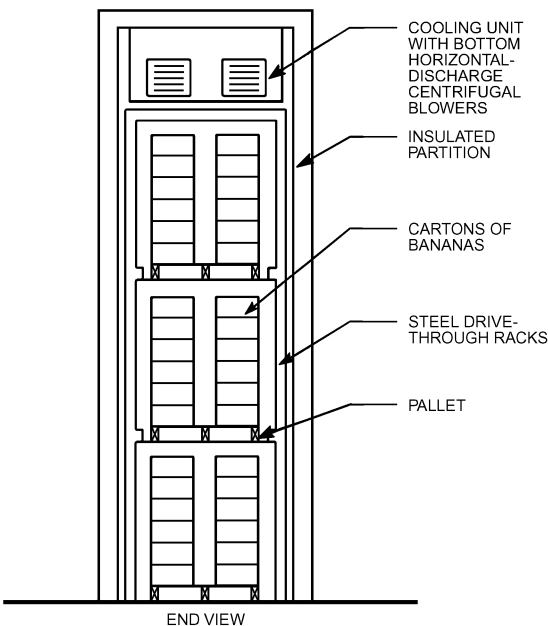 COOLING UNIT
WITH BOTTOM
HORIZONTAL-
DISCHARGE
CENTRIFUGAL
BLOWERS
INSULATED
PARTITION
CARTONS OF
BANANAS
STEEL DRIVE-
THROUGH RACKS
PALLET
END VIEW